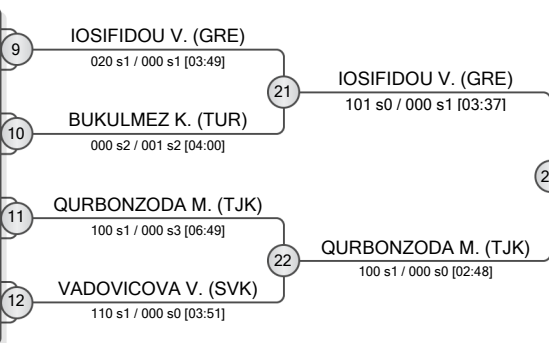 9
IOSIFIDOU V. (GRE)
020 s1 / 000 s1 [03:49]
10
BUKULMEZ K. (TUR)
000 s2 / 001 s2 [04:00]
21
IOSIFIDOU V. (GRE)
101 s0 / 000 s1 [03:37]
11
QURBONZODA M. (TJK)
100 s1 / 000 s3 [06:49]
12
VADOVICOVA V. (SVK)
110 s1 / 000 s0 [03:51]
22
QURBONZODA M. (TJK)
100 s1 / 000 s0 [02:48]